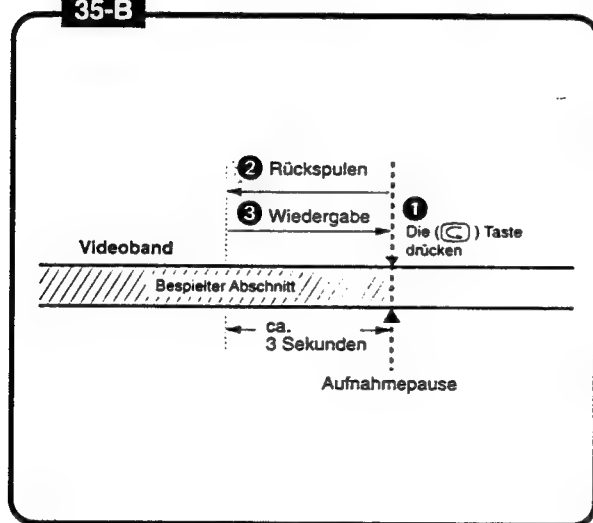 35-B
❷ Rückspulen
❸ Wiedergabe
❶
Die ( ) Taste
drücken
Videoband
Bespielter Abschnitt
ca.
3 Sekunden
Aufnahmepause